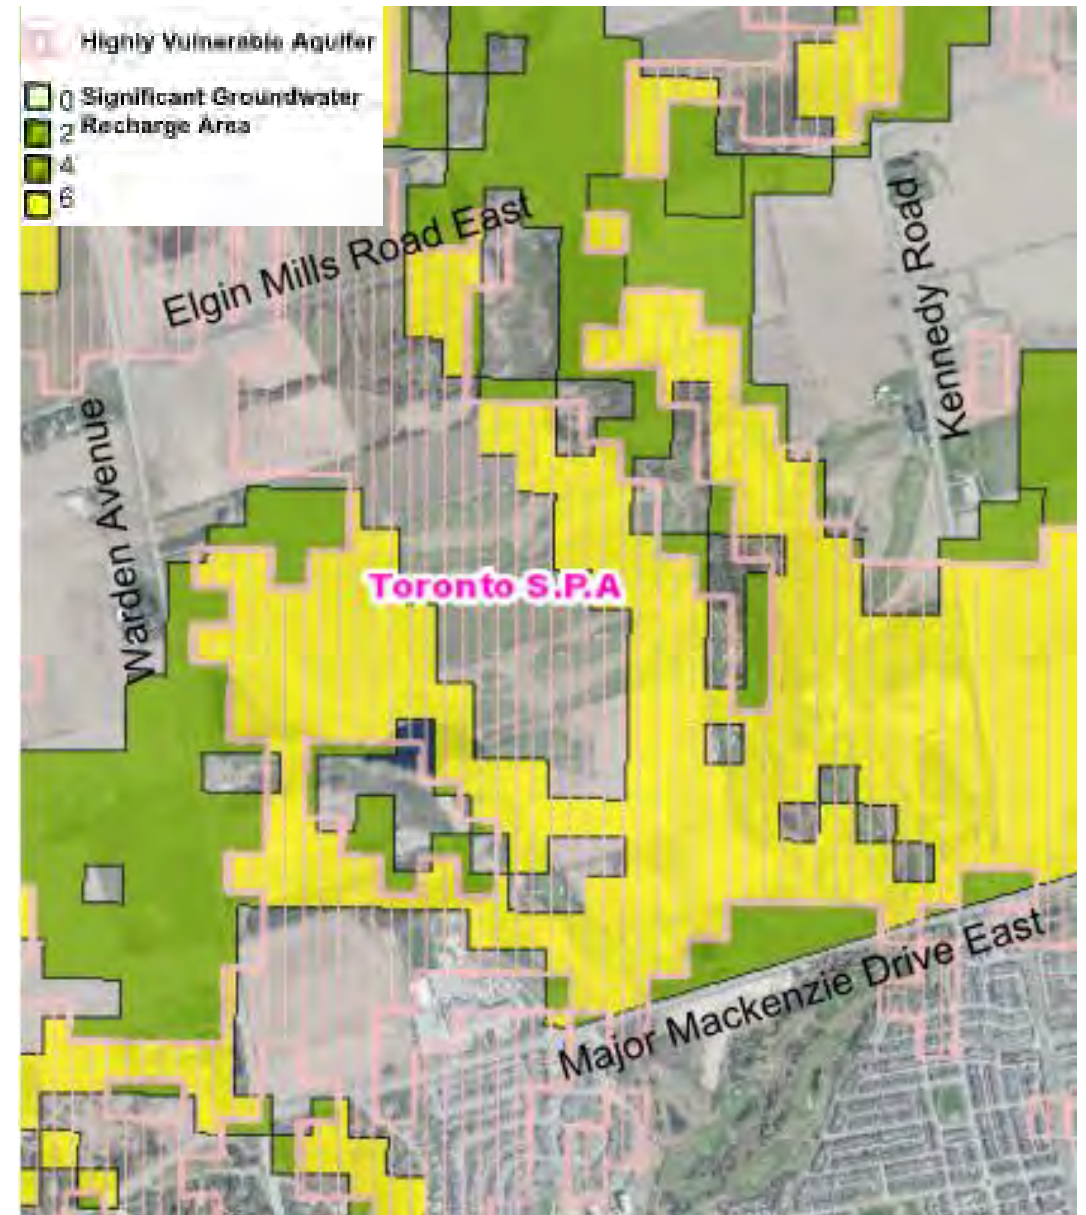 Highly Vulnerable Aquifer
0 Significant Groundwater
2 Recharge Area
4
6
Elgin Mills Road East
Kennedy Road
Warden Avenue
Toronto S.P.A
Major Mackenzie Drive East